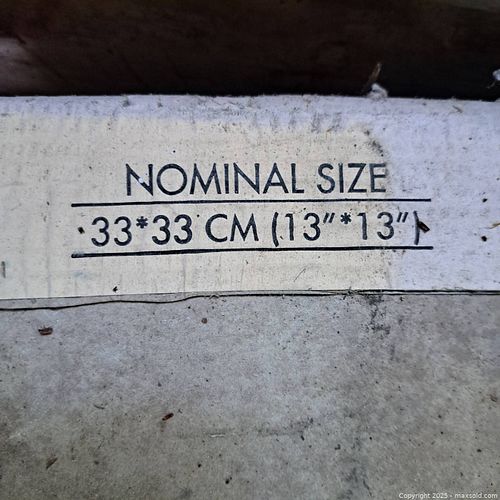 NOMINAL SIZE
33*33 CM (13"*13")
Copyright 2025 - maxsold.com